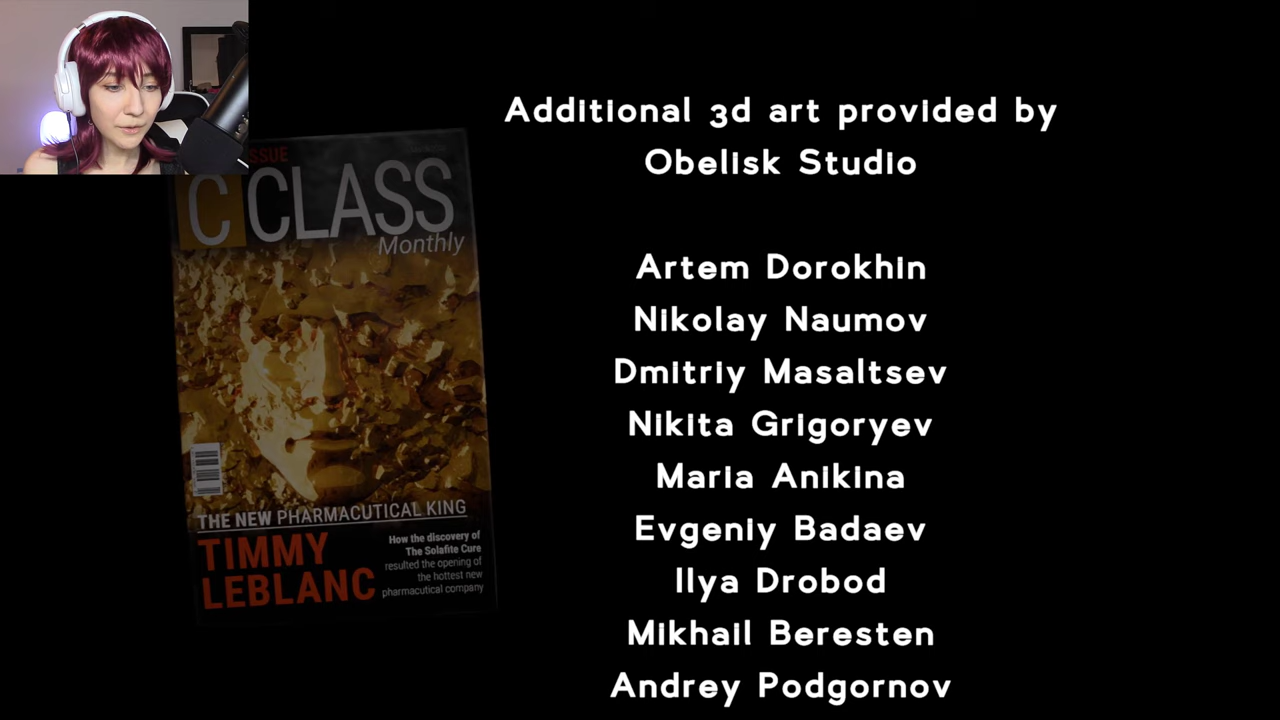 ISSUE
C CLASS
Monthly
THE NEW PHARMACUTICAL KING
TIMMY
LEBLANC
How the discovery of
The Solafite Cure
resulted the opening of
the hottest new
pharmacutical company
Additional 3d art provided by
Obelisk Studio
Artem Dorokhin
Nikolay Naumov
Dmitriy Masaltsev
Nikita Grigoryev
Maria Anikina
Evgeniy Badaev
Ilya Drobod
Mikhail Beresten
Andrey Podgornov